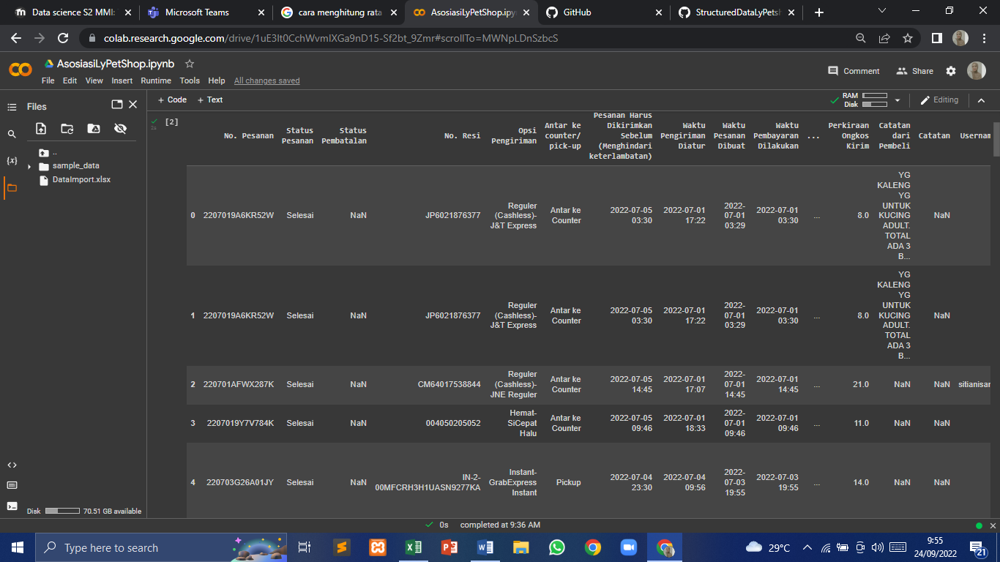 Data science S2 MMI:
Microsoft Teams
cara menghitung rata
AsosiasiLyPetShop.ipyn
GitHub
StructuredDataLyPetsh
colab.research.google.com/drive/1uE3It0CchWvmIXGa9nD15-Sf2bt_9Zmr#scrollTo=MWNpLDnSzbcS
AsosiasiLyPetShop.ipynb
File Edit View Insert Runtime Tools Help All changes saved
Comment Share
Files
+ Code + Text
RAM
Disk
Editing
..
sample_data
DataImport.xlsx
[2]
2s
No. Pesanan
Status
Pesanan
Status
Pembatalan
No. Resi
Opsi
Pengiriman
Antar ke
counter/
pick-up
Pesanan Harus
Dikirimkan
Sebelum
(Menghindari
keterlambatan)
Waktu
Pengiriman
Diatur
Waktu
Pesanan
Dibuat
Waktu
Pembayaran
Dilakukan
...
Perkiraan
Ongkos
Kirim
Catatan
dari
Pembeli
Catatan
Usernam
0
2207019A6KR52W
Selesai
NaN
JP6021876377
Reguler
(Cashless)-
J&T Express
Antar ke
Counter
2022-07-05
03:30
2022-07-01
17:22
2022-
07-01
03:29
2022-07-01
03:30
...
8.0
YG
KALENG
YG
UNTUK
KUCING
ADULT.
TOTAL
ADA 3
B...
NaN
1
2207019A6KR52W
Selesai
NaN
JP6021876377
Reguler
(Cashless)-
J&T Express
Antar ke
Counter
2022-07-05
03:30
2022-07-01
17:22
2022-
07-01
03:29
2022-07-01
03:30
...
8.0
YG
KALENG
YG
UNTUK
KUCING
ADULT.
TOTAL
ADA 3
B...
NaN
2
220701AFWX287K
Selesai
NaN
CM64017538844
Reguler
(Cashless)-
JNE Reguler
Antar ke
Counter
2022-07-05
14:45
2022-07-01
17:07
2022-
07-01
14:45
2022-07-01
14:45
...
21.0
NaN
NaN
sitianisar
3
2207019Y7V784K
Selesai
NaN
004050205052
Hemat-
SiCepat
Halu
Antar ke
Counter
2022-07-05
09:46
2022-07-01
18:33
2022-
07-01
09:46
2022-07-01
09:46
...
11.0
NaN
NaN
4
220703G26A01JY
Selesai
NaN
IN-2-
00MFCRH3H1UASN9277KA
Instant-
GrabExpress
Instant
Pickup
2022-07-04
23:30
2022-07-04
09:56
2022-
07-03
19:55
2022-07-03
19:55
...
14.0
NaN
NaN
Disk
70.51 GB available
0s completed at 9:36 AM
Type here to search
29°C
9:55
24/09/2022
21